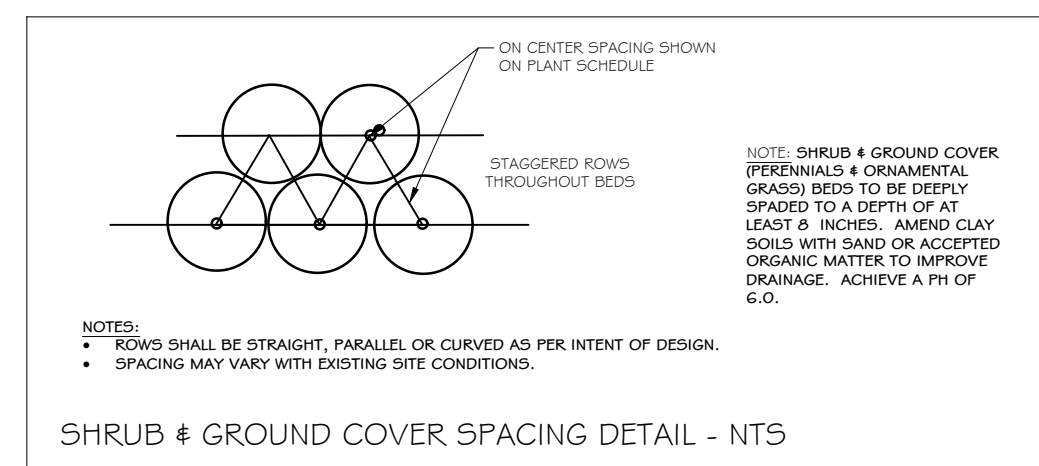 ON CENTER SPACING SHOWN
ON PLANT SCHEDULE
STAGGERED ROWS
THROUGHOUT BEDS
NOTE: SHRUB & GROUND COVER
(PERENNIALS & ORNAMENTAL
GRASS) BEDS TO BE DEEPLY
SPADED TO A DEPTH OF AT
LEAST 8 INCHES. AMEND CLAY
SOILS WITH SAND OR ACCEPTED
ORGANIC MATTER TO IMPROVE
DRAINAGE. ACHIEVE A PH OF
6.0.
NOTES:
• ROWS SHALL BE STRAIGHT, PARALLEL OR CURVED AS PER INTENT OF DESIGN.
• SPACING MAY VARY WITH EXISTING SITE CONDITIONS.
SHRUB & GROUND COVER SPACING DETAIL - NTS